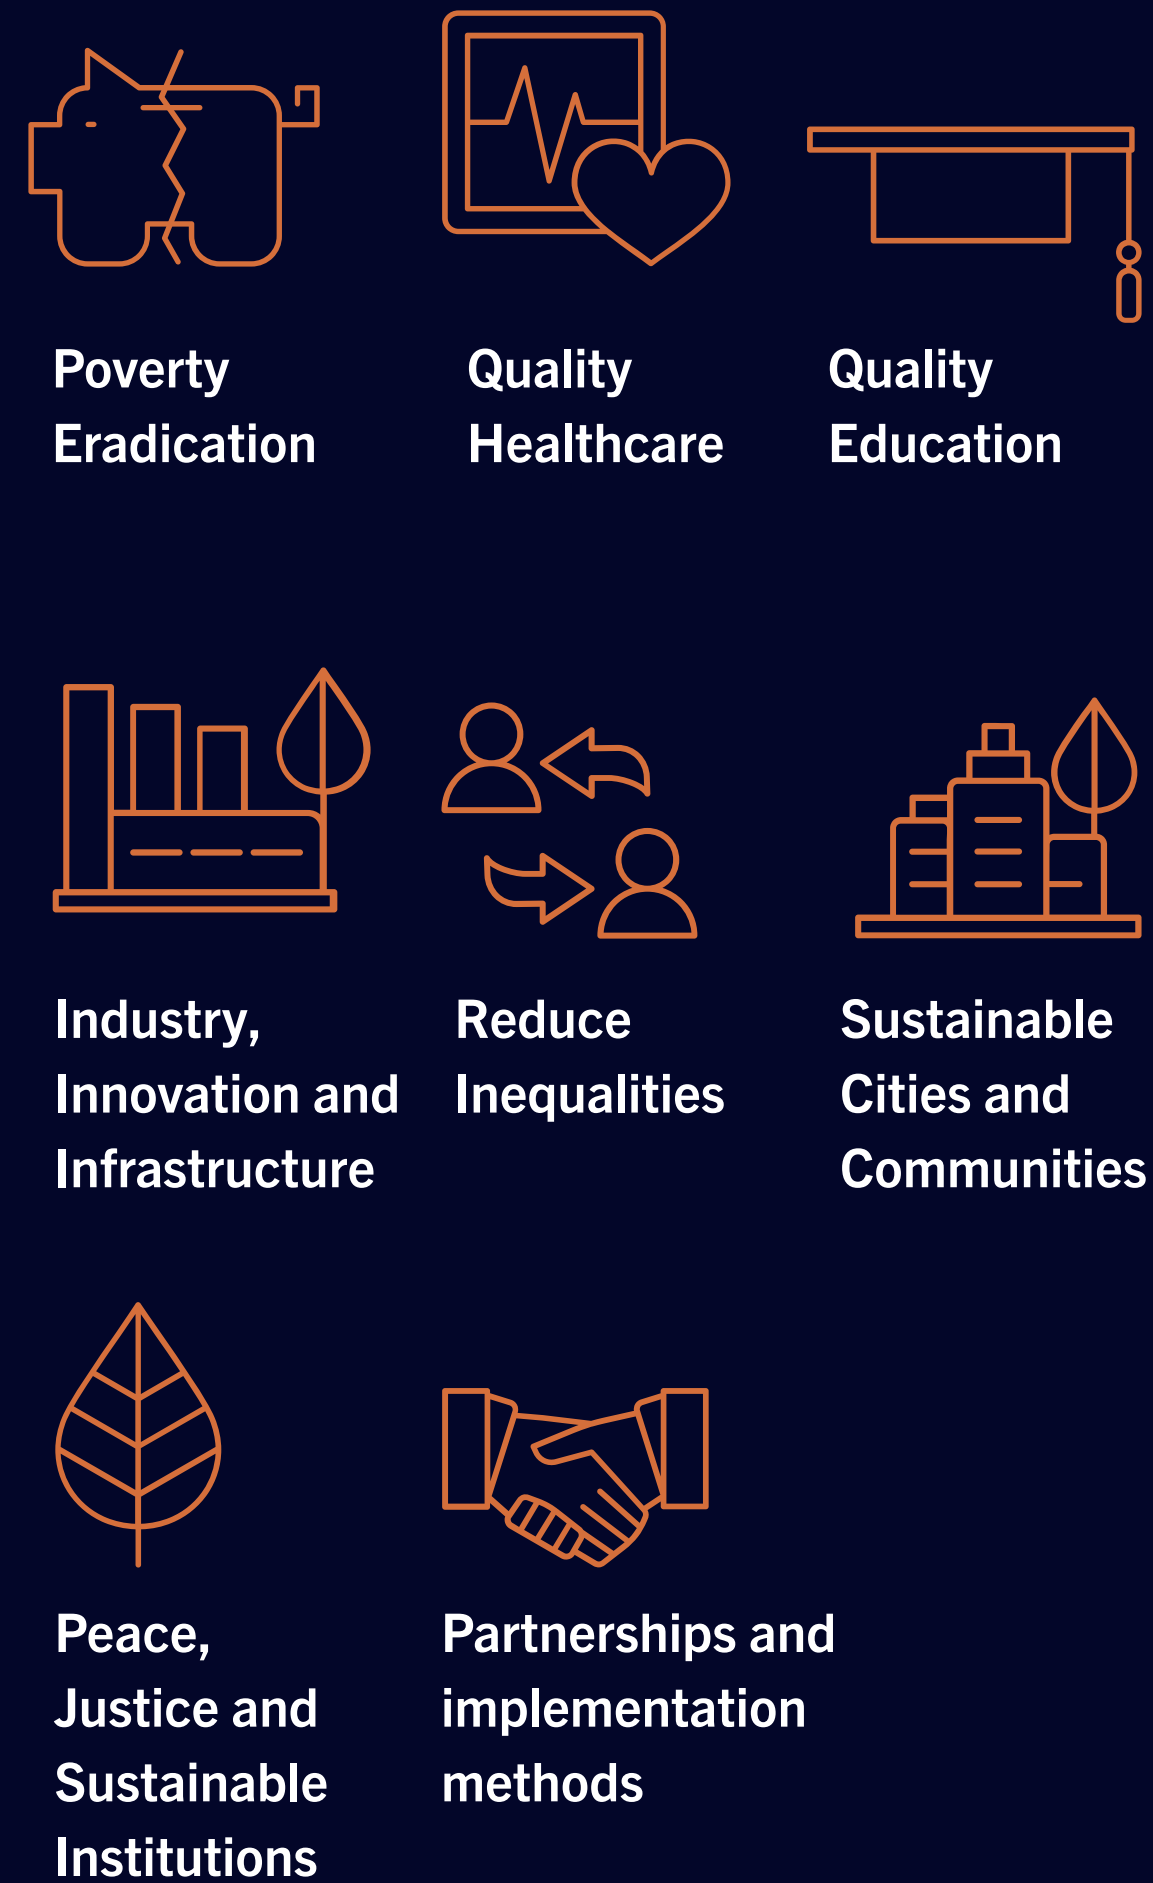 Poverty
Eradication
Quality
Healthcare
Quality
Education
Industry,
Innovation and
Infrastructure
Reduce
Inequalities
Sustainable
Cities and
Communities
Peace,
Justice and
Sustainable
Institutions
Partnerships and
implementation
methods